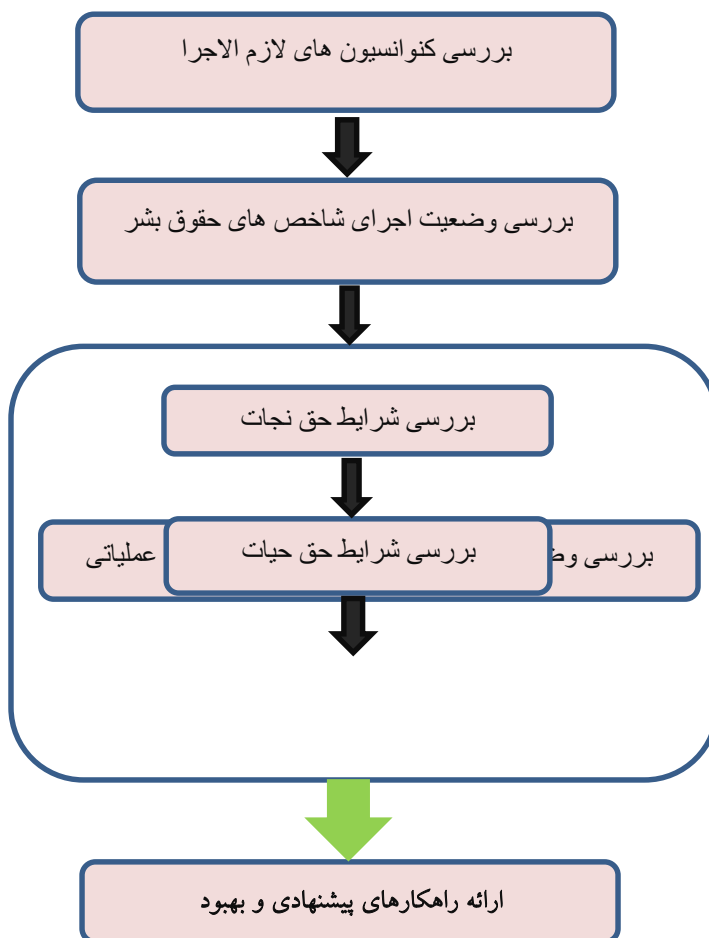 بررسی کنوانسیون های لازم الاجرا
بررسی وضعیت اجرای شاخص های حقوق بشر
بررسی شرایط حق نجات
بررسی شرایط حق حیات
بررسی عملیاتی
ارائه راهکارهای پیشنهادی و بهبود